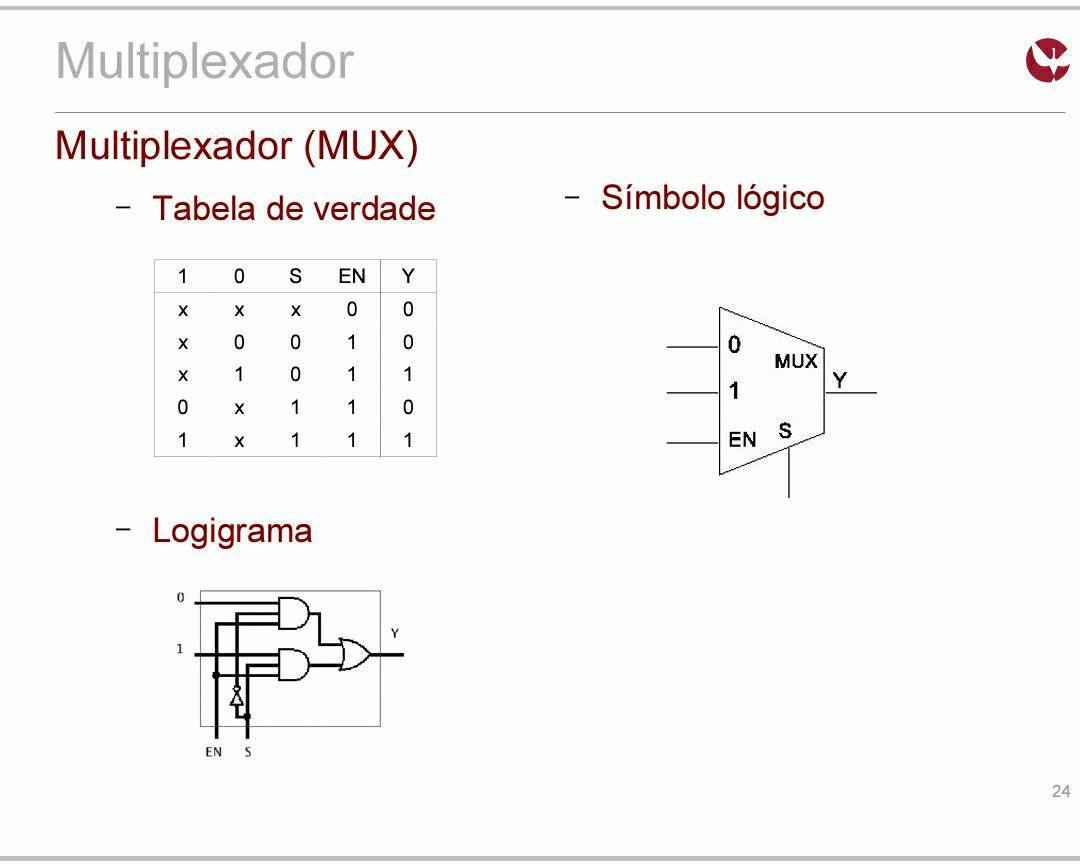 Multiplexador
Multiplexador (MUX)
– Tabela de verdade
1 0 S EN Y
x x x 0 0
x 0 0 1 0
x 1 0 1 1
0 x 1 1 0
1 x 1 1 1
– Símbolo lógico
0
MUX
Y
1
EN S
– Logigrama
0
Y
1
EN S
24